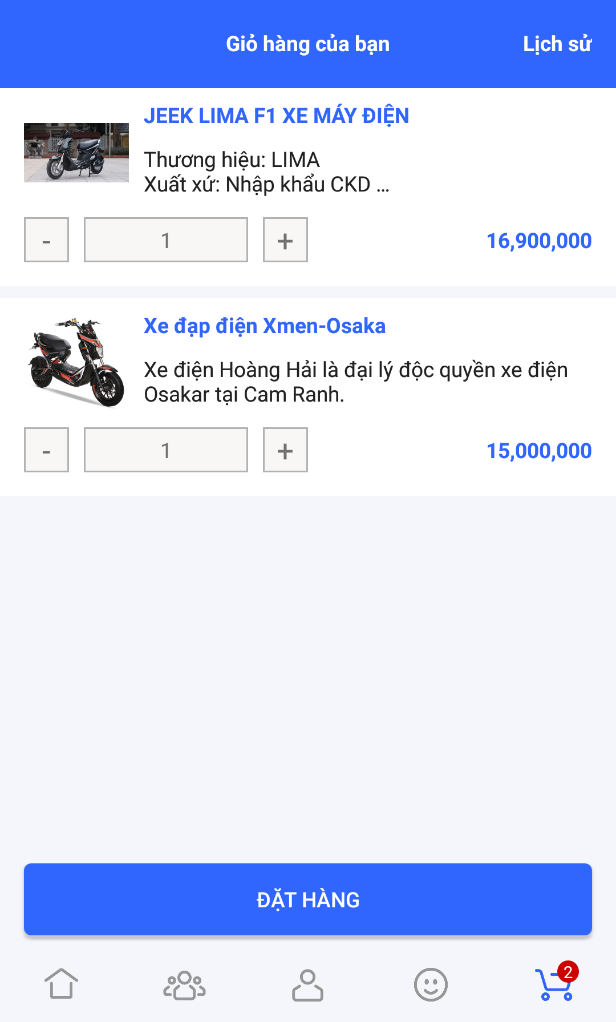 Giỏ hàng của bạn
Lịch sử
JEEK LIMA F1 XE MÁY ĐIỆN
Thương hiệu: LIMA
Xuất xứ: Nhập khẩu CKD ...
- 1 + 16,900,000
Xe đạp điện Xmen-Osaka
Xe điện Hoàng Hải là đại lý độc quyền xe điện
Osakar tại Cam Ranh.
- 1 + 15,000,000
ĐẶT HÀNG
2